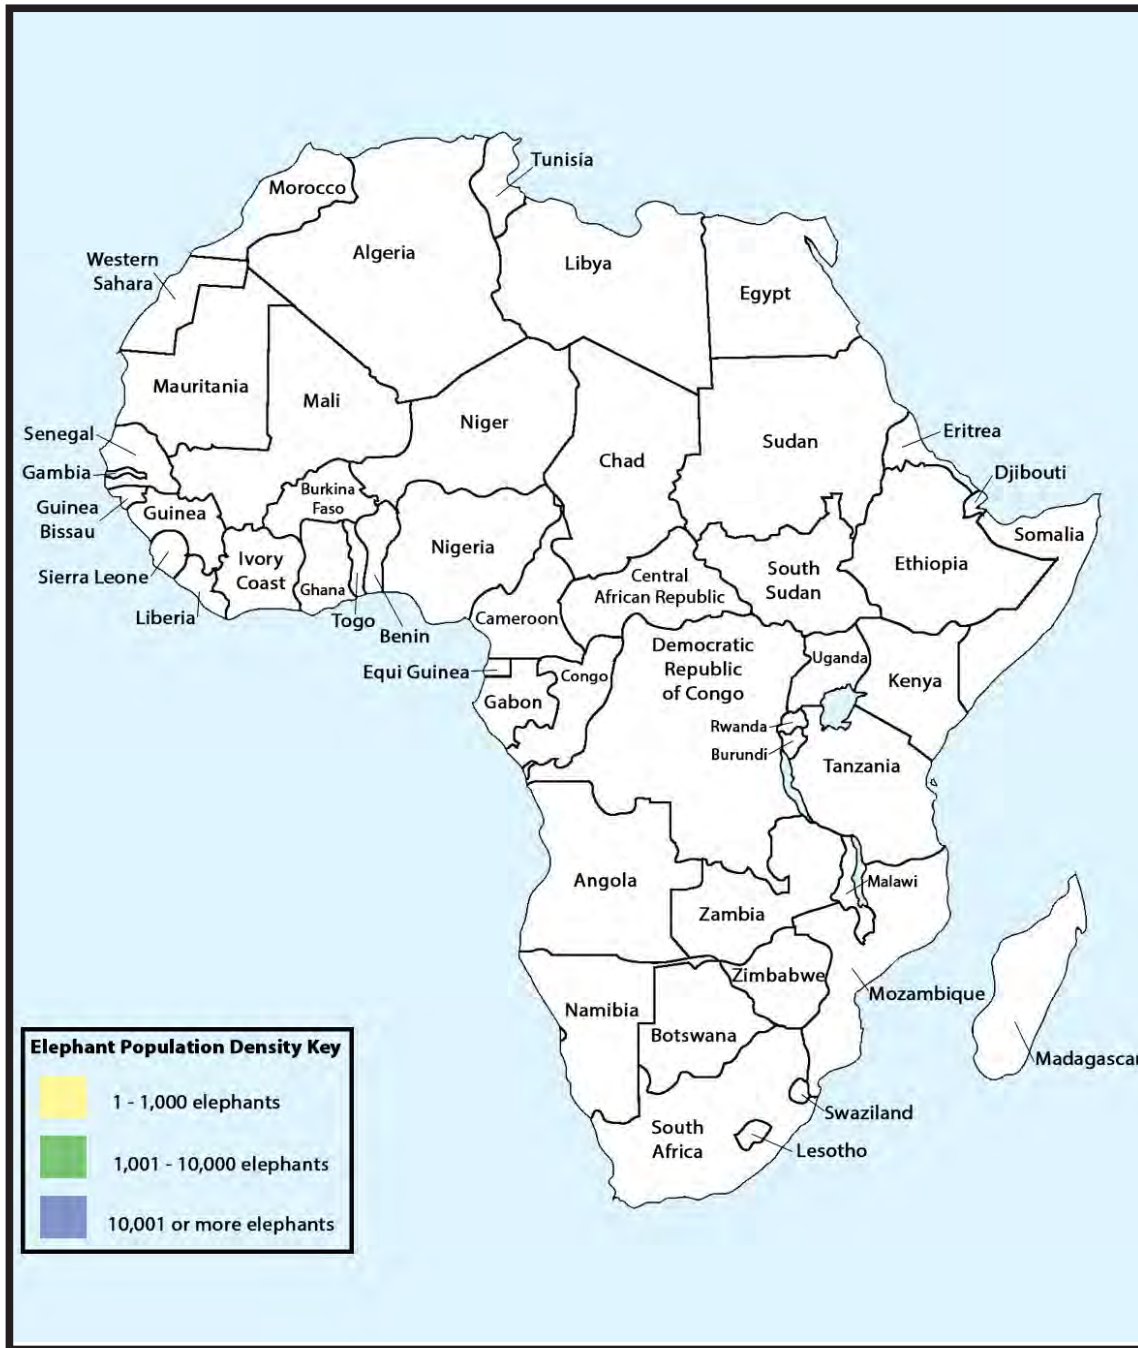 Tunisia
Morocco
Algeria
Libya
Western
Sahara
Egypt
Mauritania
Mali
Niger
Chad
Sudan
Eritrea
Senegal
Gambia
Djibouti
Guinea
Bissau
Guinea
Burkina
Faso
Nigeria
Somalia
Ethiopia
Sierra Leone
Ivory
Coast
Ghana
Central
African Republic
South
Sudan
Liberia
Togo
Benin
Cameroon
Equi Guinea
Gabon
Congo
Democratic
Republic
of Congo
Uganda
Kenya
Rwanda
Burundi
Tanzania
Angola
Zambia
Malawi
Zimbabwe
Mozambique
Namibia
Botswana
Madagascar
Swaziland
South
Africa
Lesotho
Elephant Population Density Key
1 - 1,000 elephants
1,001 - 10,000 elephants
10,001 or more elephants